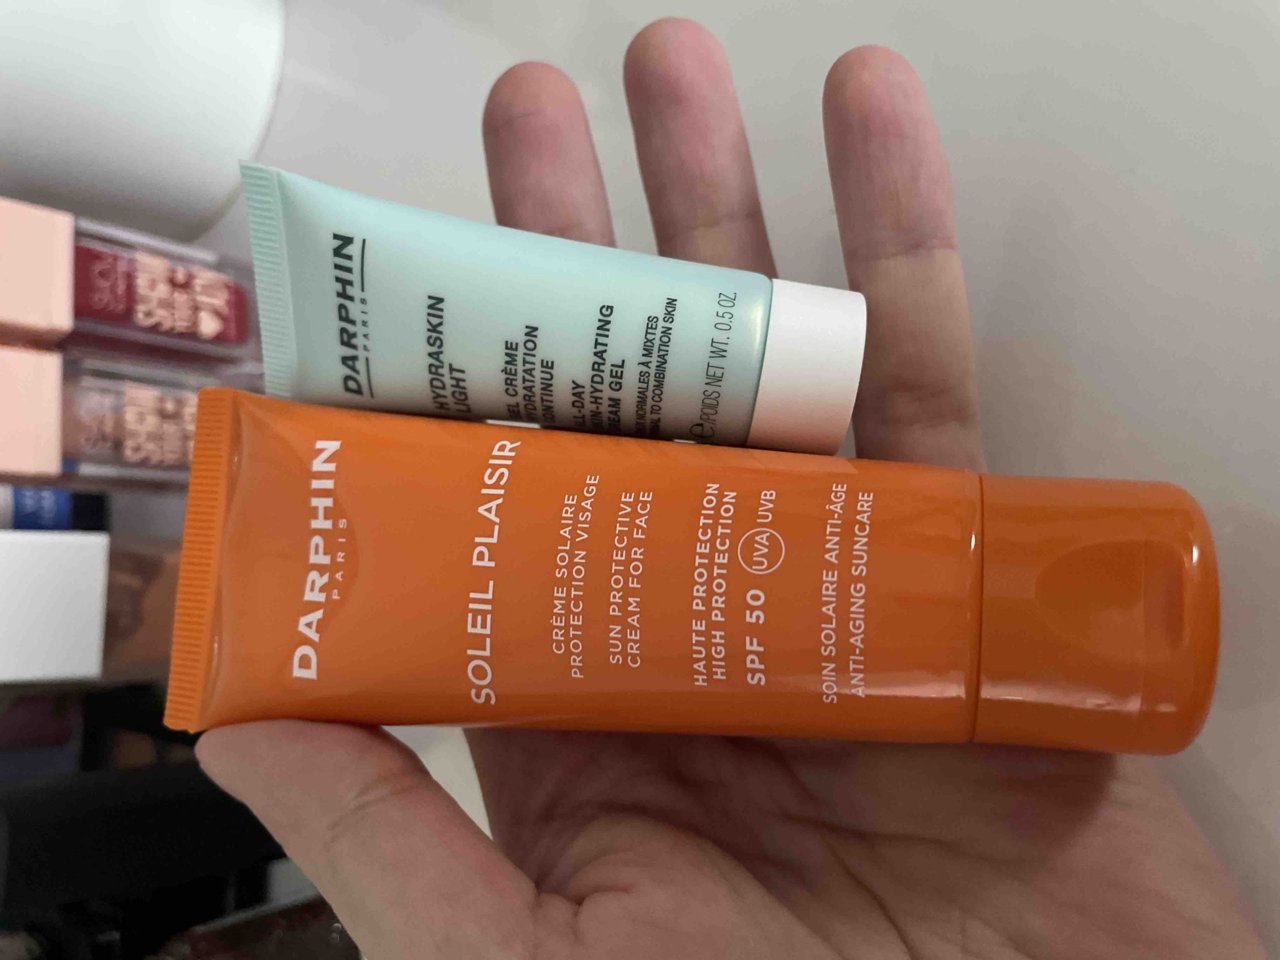 DARPHIN
PARIS
HYDRASKIN
LIGHT
CRÈME
HYDRATATION
CONTINUE
ALL-DAY
SKIN-HYDRATING
CREAM GEL
NORMALES À MIXTES
TO COMBINATION SKIN
e/POIDS NET WT. 0.5 OZ.
DARPHIN
PARIS
SOLEIL PLAISIR
CRÈME SOLAIRE
PROTECTION VISAGE
SUN PROTECTIVE
CREAM FOR FACE
HAUTE PROTECTION
HIGH PROTECTION
SPF 50 UVA UVB
SOIN SOLAIRE ANTI-ÂGE
ANTI-AGING SUNCARE